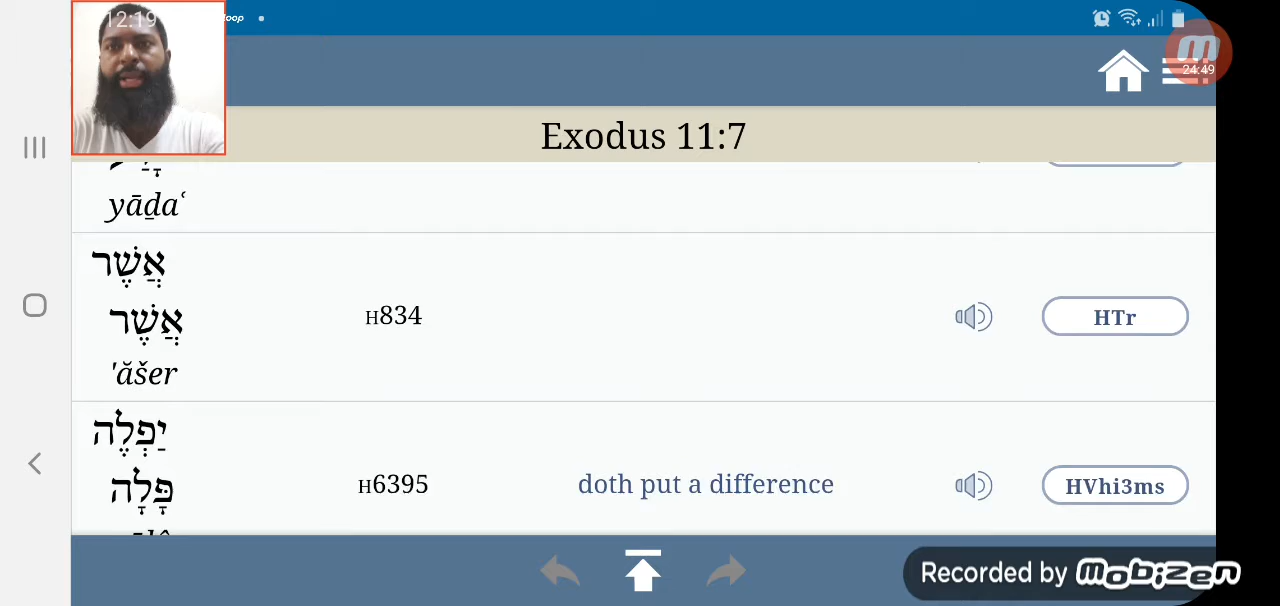 12:19
loop
24:49
Exodus 11:7
yāḏaʿ
אֲשֶׁר
אֲשֶׁר
H834
HTr
'ăšer
יַפְלֶה
פָּלָה
H6395
doth put a difference
HVhi3ms
Recorded by Mobizen